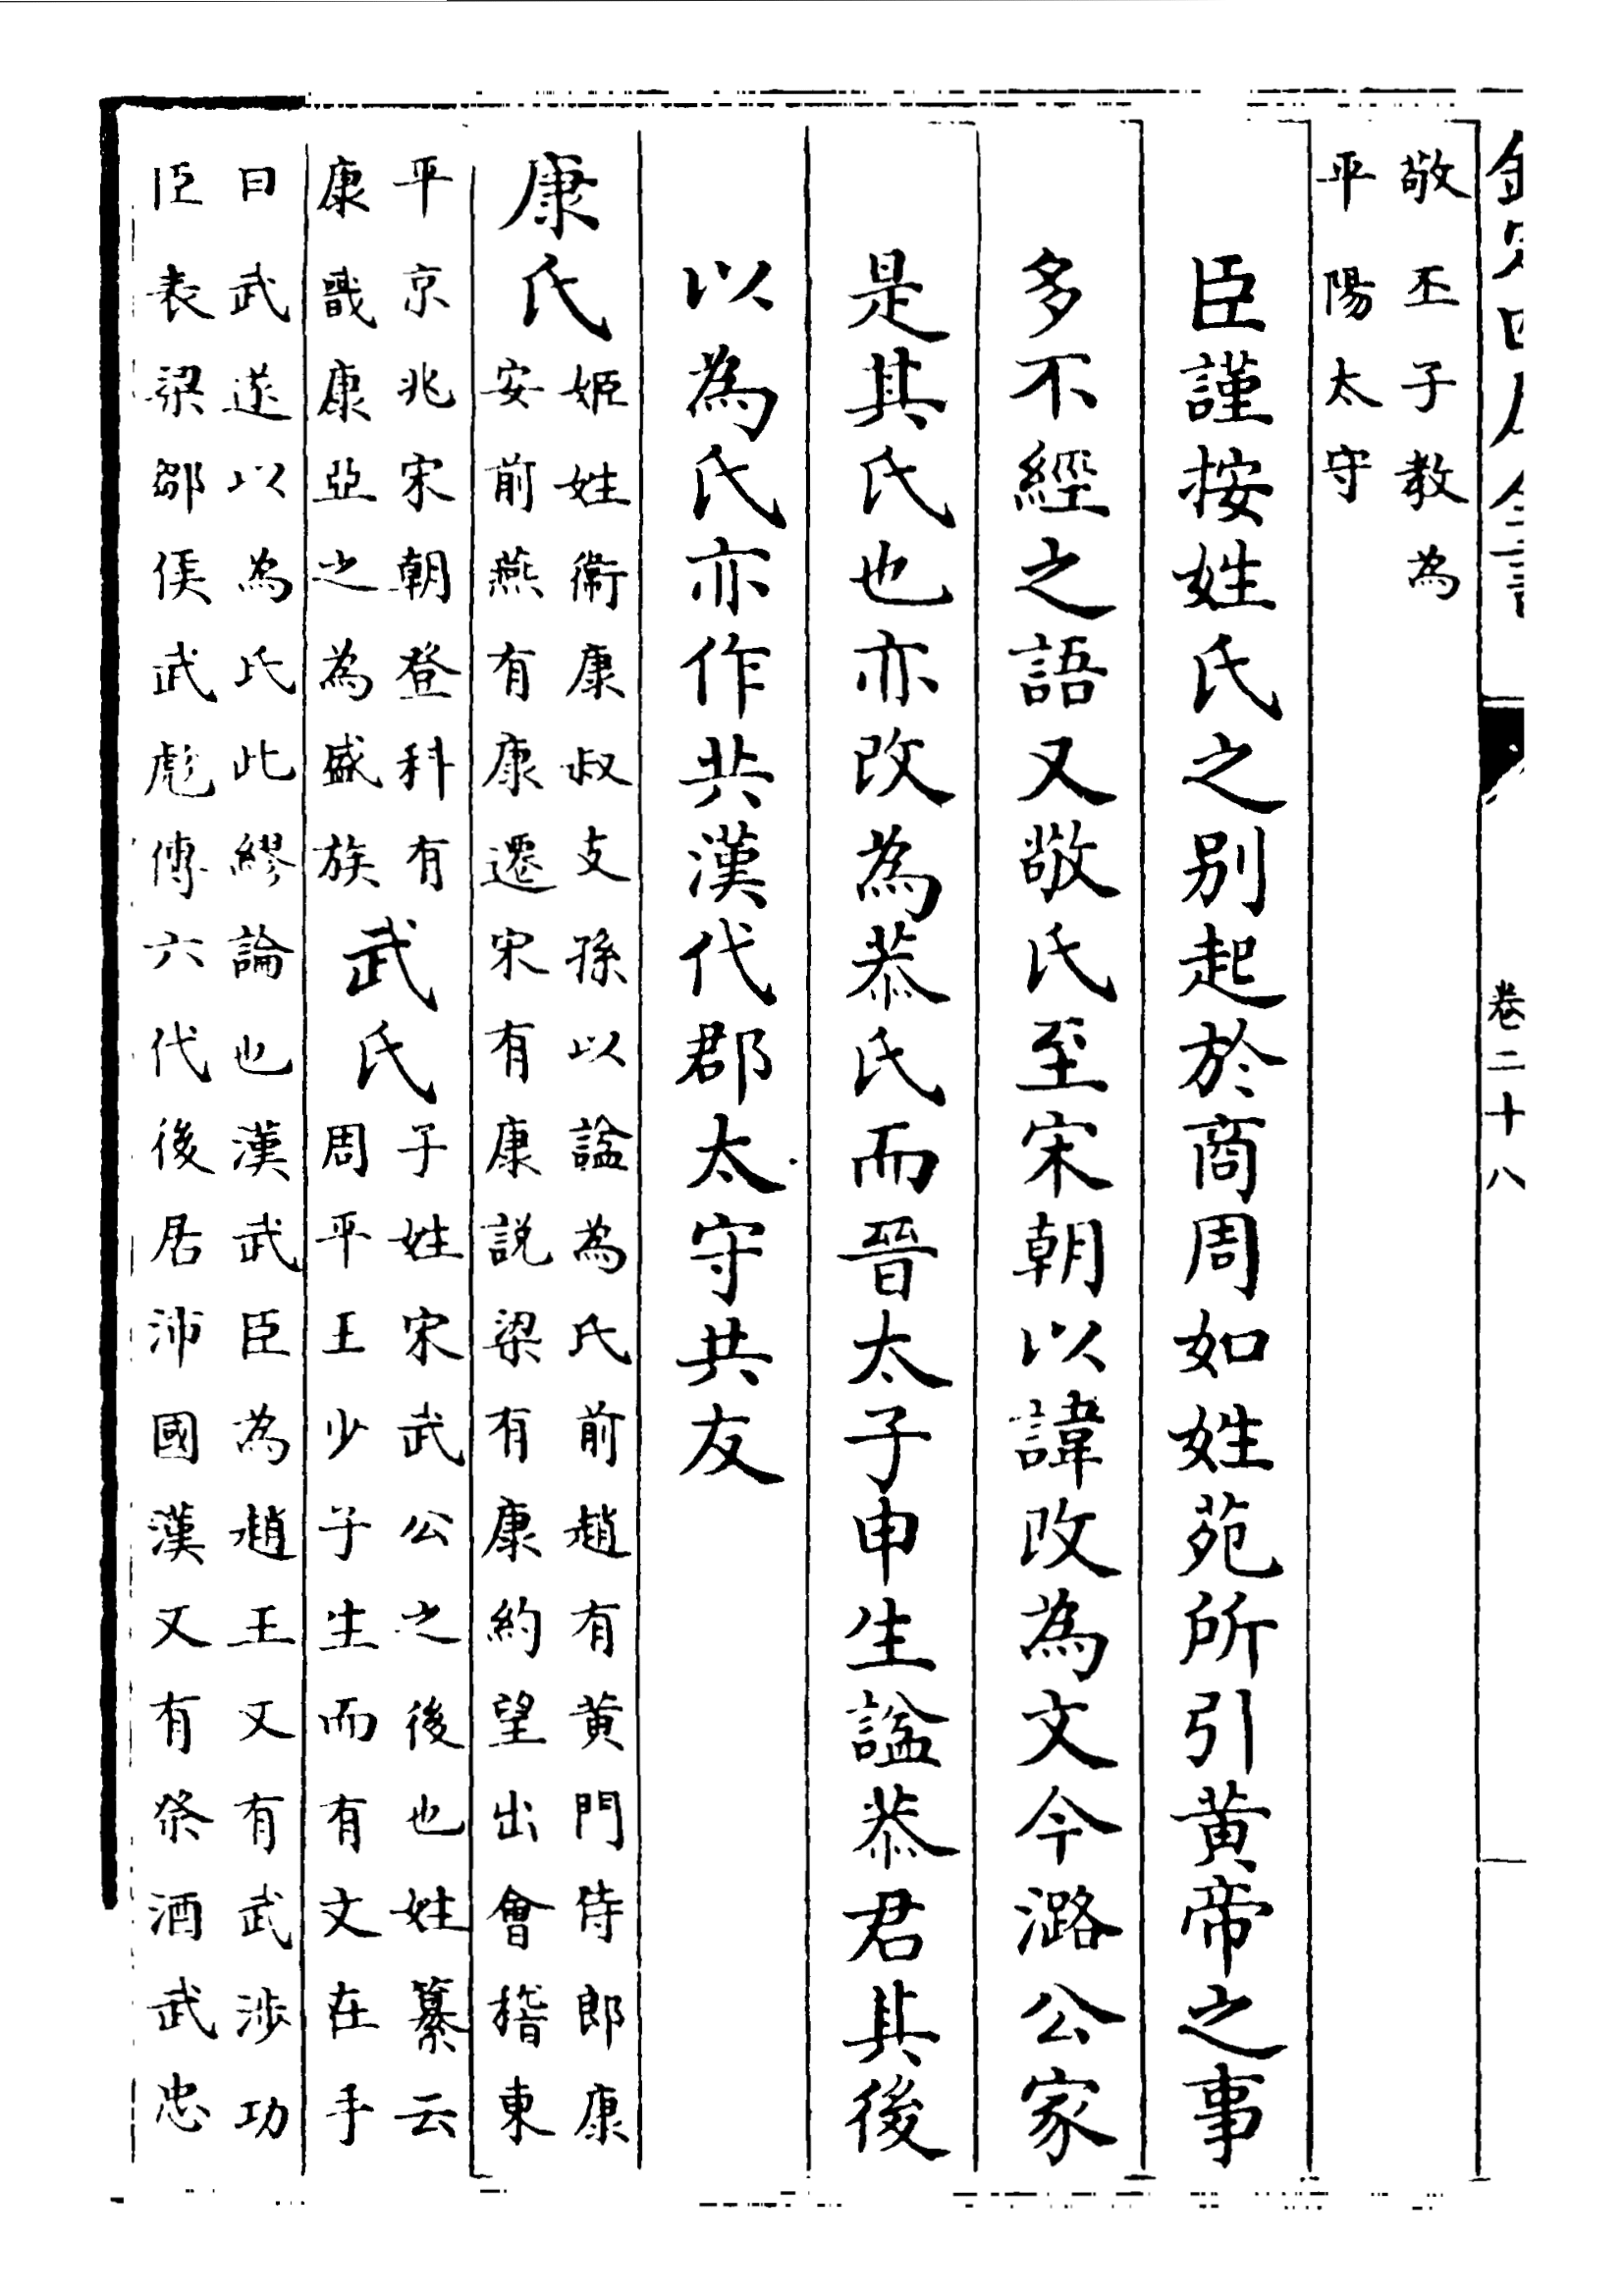 欽定四庫全書
卷二十八
敬丕子教為
平陽太守
臣謹按姓氏之别起於商周如姓苑所引黄帝之事
多不經之語又敬氏至宋朝以諱改為文今潞公家
是其氏也亦改為恭氏而晉太子申生諡恭君其後
以為氏亦作共漢代郡太守共友
康氏
姬姓衞康叔支孫以諡為氏前趙有黄門侍郎康
安前燕有康遷宋有康説梁有康約望出會稽東
平京兆宋朝登科有
康戩康亞之為盛族
武氏
子姓宋武公之後也姓纂云
周平王少子生而有文在手
曰武遂以為氏此繆論也漢武臣為趙王又有武涉功
臣表梁鄒侯武彪傳六代後居沛國漢又有祭酒武忠